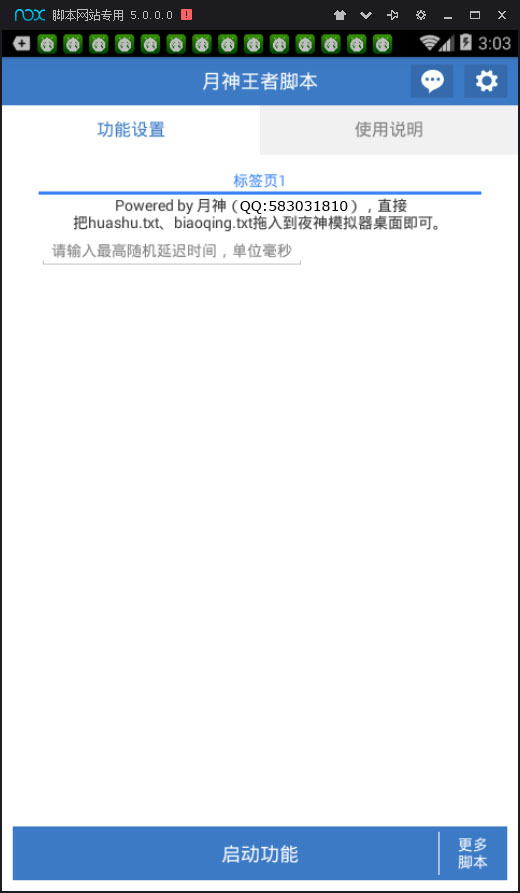 nox 脚本网站专用 5.0.0.0
3:03
月神王者脚本
功能设置 使用说明
标签页1
Powered by 月神（QQ:583031810），直接
把huashu.txt、biaoqing.txt拖入到夜神模拟器桌面即可。
请输入最高随机延迟时间，单位毫秒
启动功能
更多
脚本